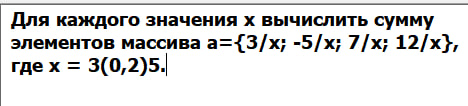 Для каждого значения x вычислить сумму
элементов массива a={3/x; -5/x; 7/x; 12/x},
где x = 3(0,2)5.